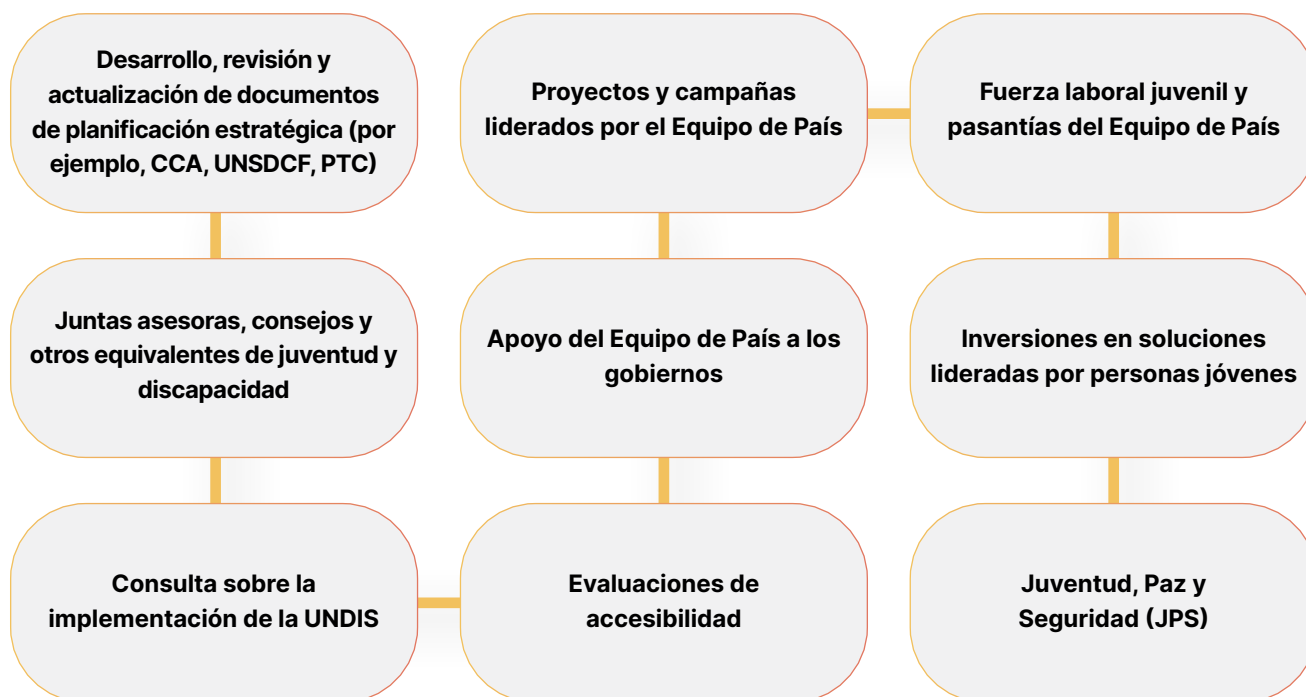 Desarrollo, revisión y
actualización de documentos
de planificación estratégica (por
ejemplo, CCA, UNSDCF, PTC)
Juntas asesoras, consejos y
otros equivalentes de juventud y
discapacidad
Consulta sobre la
implementación de la UNDIS
Evaluaciones de
accesibilidad
Apoyo del Equipo de País a los
gobiernos
Proyectos y campañas
liderados por el Equipo de País
Fuerza laboral juvenil y
pasantías del Equipo de País
Inversiones en soluciones
lideradas por personas jóvenes
Juventud, Paz y
Seguridad (JPS)